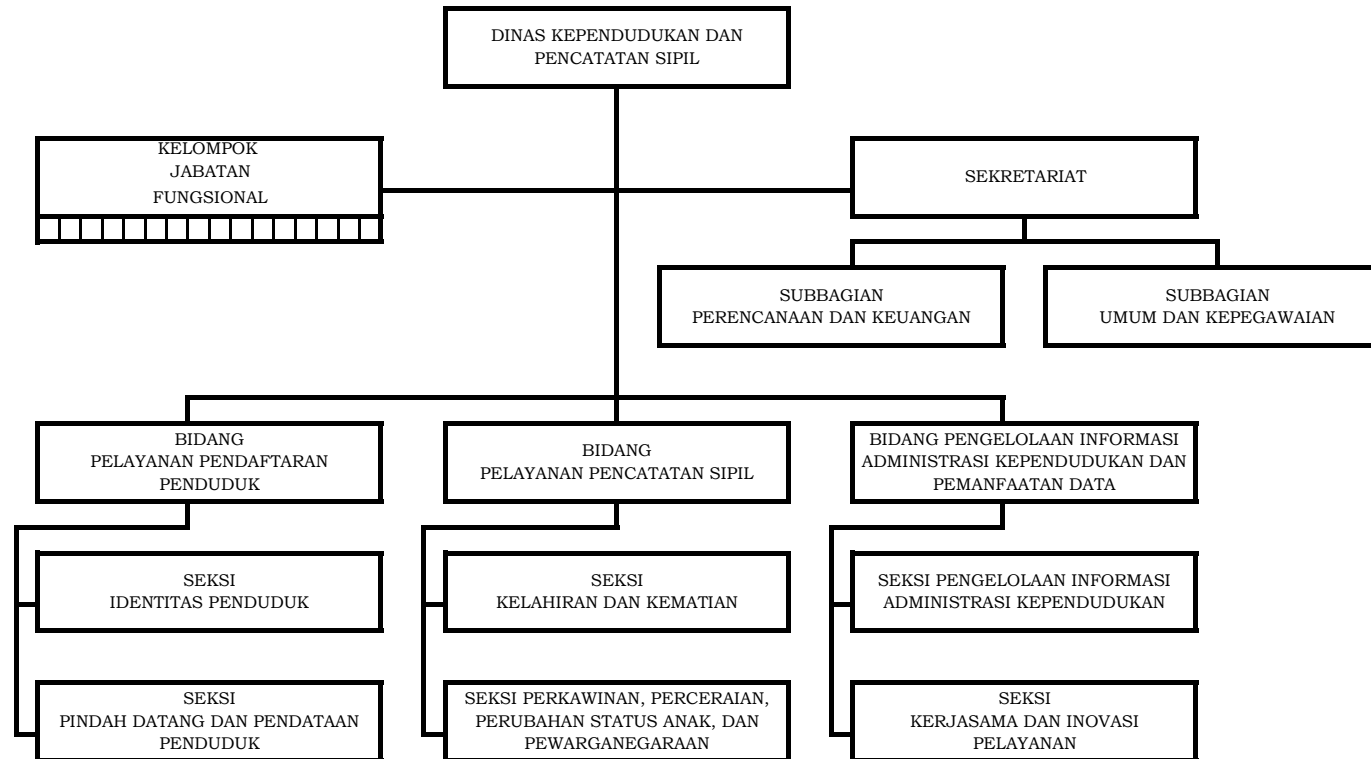 DINAS KEPENDUDUKAN DAN
PENCATATAN SIPIL
KELOMPOK
JABATAN
FUNGSIONAL
SEKRETARIAT
SUBBAGIAN
PERENCANAAN DAN KEUANGAN
SUBBAGIAN
UMUM DAN KEPEGAWAIAN
BIDANG
PELAYANAN PENDAFTARAN
PENDUDUK
BIDANG
PELAYANAN PENCATATAN SIPIL
BIDANG PENGELOLAAN INFORMASI
ADMINISTRASI KEPENDUDUKAN DAN
PEMANFAATAN DATA
SEKSI
IDENTITAS PENDUDUK
SEKSI
KELAHIRAN DAN KEMATIAN
SEKSI PENGELOLAAN INFORMASI
ADMINISTRASI KEPENDUDUKAN
SEKSI
PINDAH DATANG DAN PENDATAAN
PENDUDUK
SEKSI PERKAWINAN, PERCERAIAN,
PERUBAHAN STATUS ANAK, DAN
PEWARGANEGARAAN
SEKSI
KERJASAMA DAN INOVASI
PELAYANAN